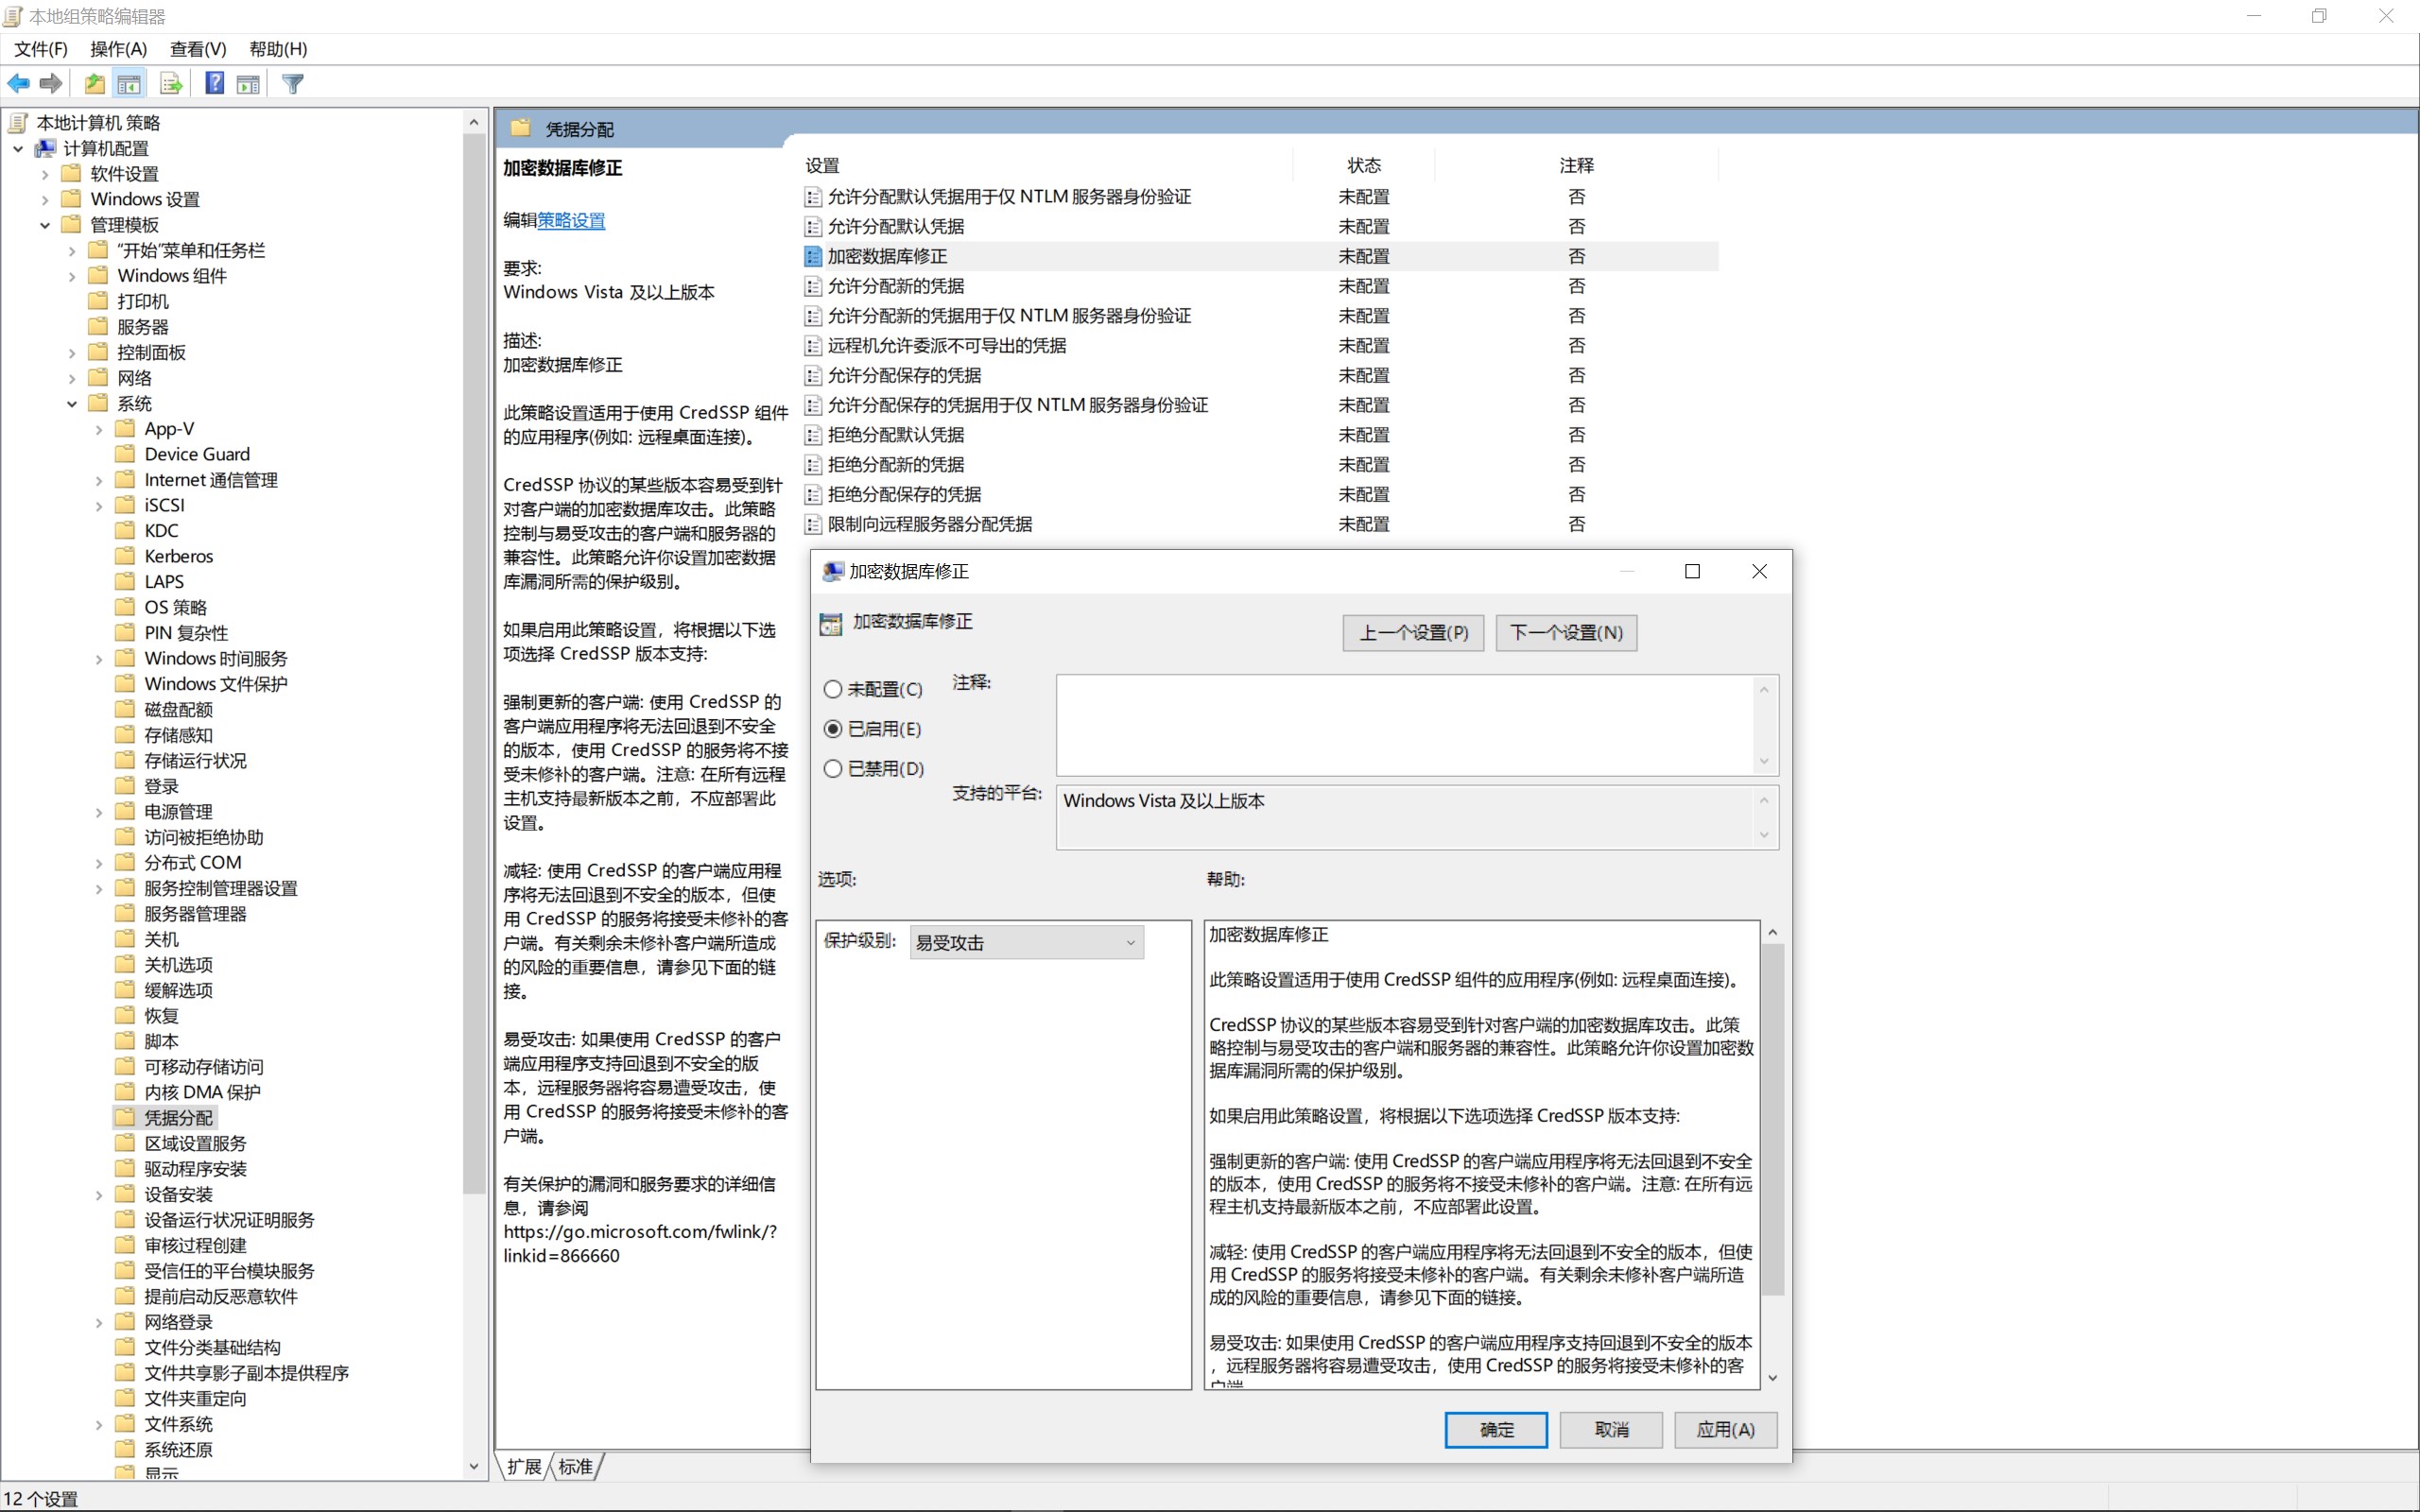 本地组策略编辑器
文件(F) 操作(A) 查看(V) 帮助(H)
本地计算机 策略
计算机配置
软件设置
Windows 设置
管理模板
“开始”菜单和任务栏
Windows 组件
打印机
服务器
控制面板
网络
系统
App-V
Device Guard
Internet 通信管理
iSCSI
KDC
Kerberos
LAPS
OS 策略
PIN 复杂性
Windows 时间服务
Windows 文件保护
磁盘配额
存储感知
存储运行状况
登录
电源管理
访问被拒绝协助
分布式 COM
服务控制管理器设置
服务器管理器
关机
关机选项
缓解选项
恢复
脚本
可移动存储访问
内核 DMA 保护
凭据分配
区域设置服务
驱动程序安装
设备安装
设备运行状况证明服务
审核过程创建
受信任的平台模块服务
提前启动反恶意软件
网络登录
文件分类基础结构
文件共享影子副本提供程序
文件夹重定向
文件系统
系统还原
显示
凭据分配
加密数据库修正
编辑策略设置
要求:
Windows Vista 及以上版本
描述:
加密数据库修正
此策略设置适用于使用 CredSSP 组件
的应用程序(例如: 远程桌面连接)。
CredSSP 协议的某些版本容易受到针
对客户端的加密数据库攻击。此策略
控制与易受攻击的客户端和服务器的
兼容性。此策略允许你设置加密数据
库漏洞所需的保护级别。
如果启用此策略设置，将根据以下选
项选择 CredSSP 版本支持:
强制更新的客户端: 使用 CredSSP 的
客户端应用程序将无法回退到不安全
的版本，使用 CredSSP 的服务将不接
受未修补的客户端。注意: 在所有远程
主机支持最新版本之前，不应部署此
设置。
减轻: 使用 CredSSP 的客户端应用程
序将无法回退到不安全的版本，但使
用 CredSSP 的服务将接受未修补的客
户端。有关剩余未修补客户端所造成
的风险的重要信息，请参见下面的链
接。
易受攻击: 如果使用 CredSSP 的客户
端应用程序支持回退到不安全的版
本，远程服务器将容易遭受攻击，使
用 CredSSP 的服务将接受未修补的客
户端。
有关保护的漏洞和服务要求的详细信
息，请参阅
https://go.microsoft.com/fwlink/?
linkid=866660
设置 状态 注释
允许分配默认凭据用于仅 NTLM 服务器身份验证 未配置 否
允许分配默认凭据 未配置 否
加密数据库修正 未配置 否
允许分配新的凭据 未配置 否
允许分配新的凭据用于仅 NTLM 服务器身份验证 未配置 否
远程机允许委派不可导出的凭据 未配置 否
允许分配保存的凭据 未配置 否
允许分配保存的凭据用于仅 NTLM 服务器身份验证 未配置 否
拒绝分配默认凭据 未配置 否
拒绝分配新的凭据 未配置 否
拒绝分配保存的凭据 未配置 否
限制向远程服务器分配凭据 未配置 否
加密数据库修正
加密数据库修正
上一个设置(P) 下一个设置(N)
未配置(C) 注释:
已启用(E)
已禁用(D)
支持的平台: Windows Vista 及以上版本
选项: 帮助:
保护级别: 易受攻击
加密数据库修正
此策略设置适用于使用 CredSSP 组件的应用程序(例如: 远程桌面连接)。
CredSSP 协议的某些版本容易受到针对客户端的加密数据库攻击。此策
略控制与易受攻击的客户端和服务器的兼容性。此策略允许你设置加密数
据库漏洞所需的保护级别。
如果启用此策略设置，将根据以下选项选择 CredSSP 版本支持:
强制更新的客户端: 使用 CredSSP 的客户端应用程序将无法回退到不安全
的版本，使用 CredSSP 的服务将不接受未修补的客户端。注意: 在所有远
程主机支持最新版本之前，不应部署此设置。
减轻: 使用 CredSSP 的客户端应用程序将无法回退到不安全的版本，但使
用 CredSSP 的服务将接受未修补的客户端。有关剩余未修补客户端所造
成的风险的重要信息，请参见下面的链接。
易受攻击: 如果使用 CredSSP 的客户端应用程序支持回退到不安全的版本
，远程服务器将容易遭受攻击，使用 CredSSP 的服务将接受未修补的客
户端
确定 取消 应用(A)
扩展 标准
12 个设置